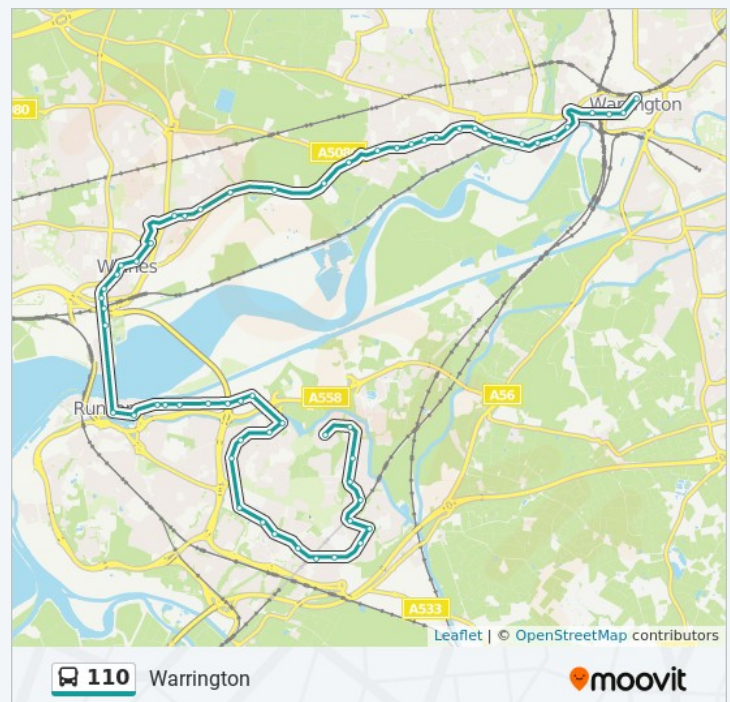 Warrington
80
A508
Widnes
Runcorn
A558
A56
A533
Leaflet | © OpenStreetMap contributors
110 Warrington
moovit